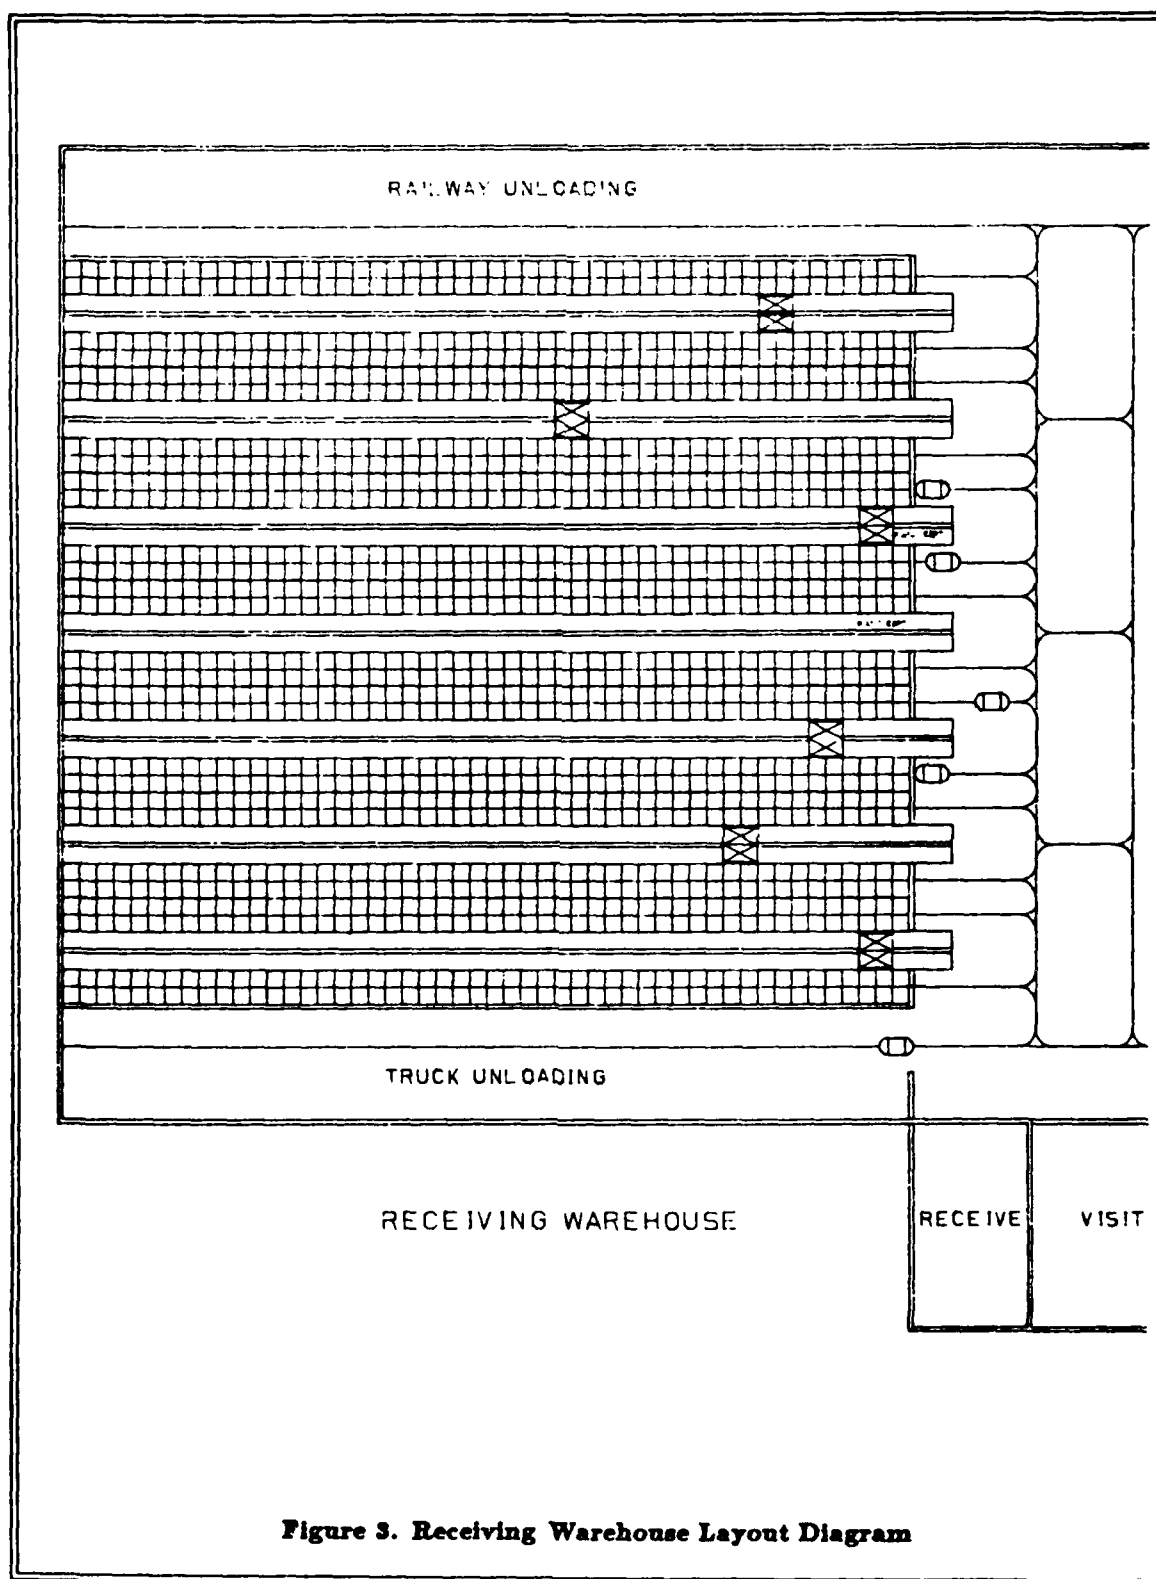 RAILWAY UNLOADING
TRUCK UNLOADING
RECEIVING WAREHOUSE
RECEIVE
VISIT
Figure 3. Receiving Warehouse Layout Diagram